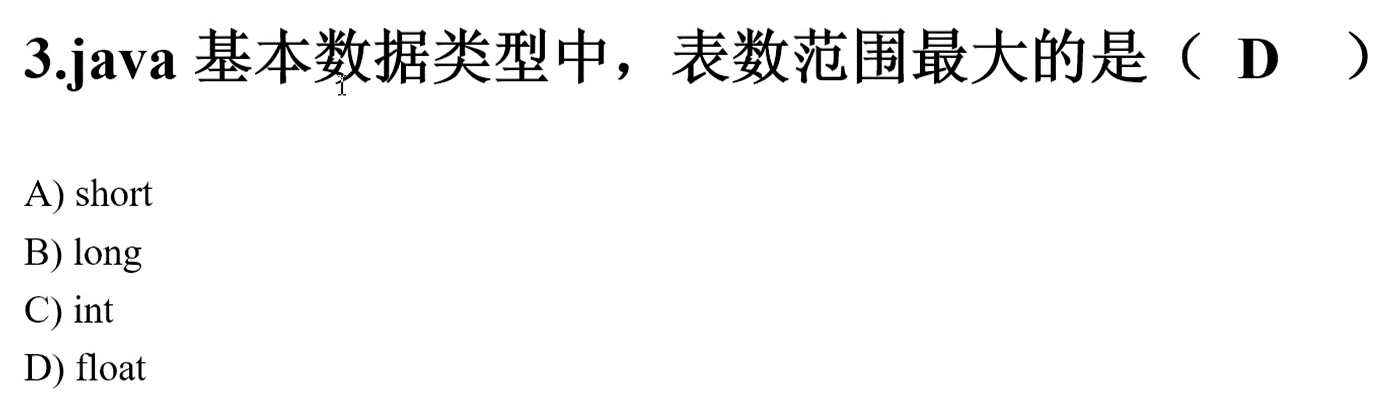 3.java 基本数据类型中，表数范围最大的是（ D ）
A) short
B) long
C) int
D) float